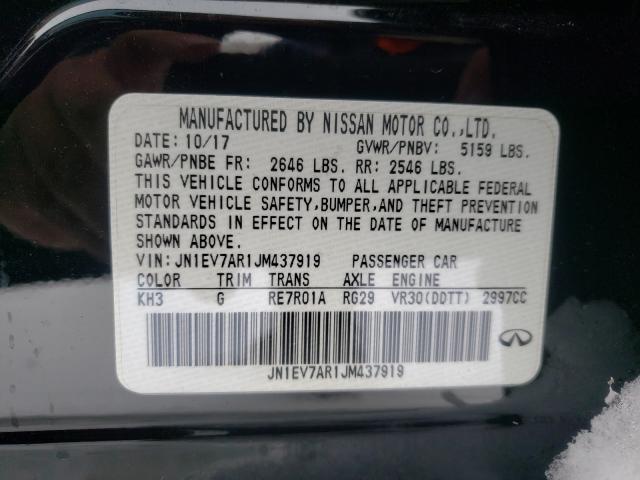 MANUFACTURED BY NISSAN MOTOR CO.,LTD.
DATE: 10/17 GVWR/PNBV: 5159 LBS.
GAWR/PNBE FR: 2646 LBS. RR: 2546 LBS.
THIS VEHICLE CONFORMS TO ALL APPLICABLE FEDERAL
MOTOR VEHICLE SAFETY,BUMPER,AND THEFT PREVENTION
STANDARDS IN EFFECT ON THE DATE OF MANUFACTURE
SHOWN ABOVE.
VIN: JN1EV7AR1JM437919 PASSENGER CAR
COLOR TRIM TRANS AXLE ENGINE
KH3 G RE7R01A RG29 VR30(DDTT) 2997CC
JN1EV7AR1JM437919